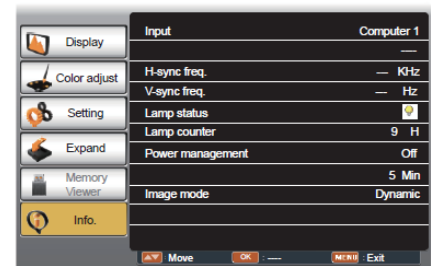 Display
Color adjust
Setting
Expand
Memory
Viewer
Info.
Input Computer 1
----
H-sync freq. --- KHz
V-sync freq. --- Hz
Lamp status
Lamp counter 9 H
Power management Off
5 Min
Image mode Dynamic
Move OK : ---- MENU : Exit